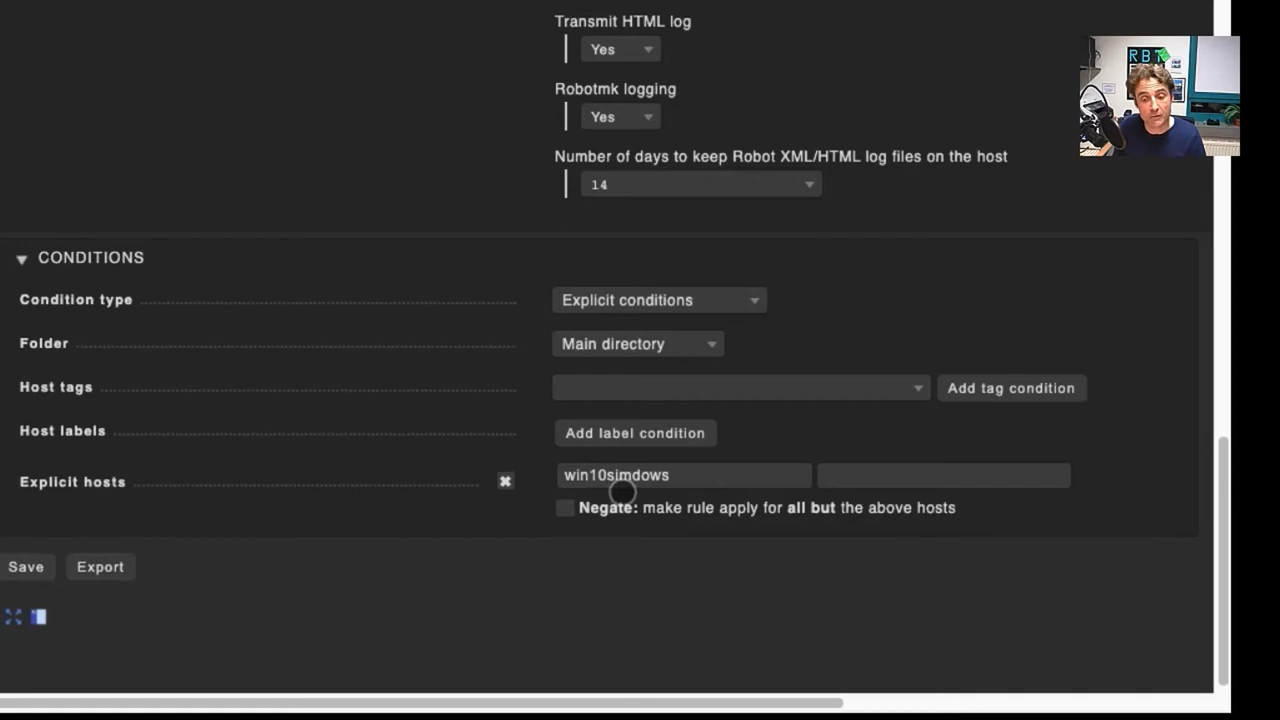 Transmit HTML log
Yes
Robotmk logging
Yes
Number of days to keep Robot XML/HTML log files on the host
14
CONDITIONS
Condition type
Explicit conditions
Folder
Main directory
Host tags
Add tag condition
Host labels
Add label condition
Explicit hosts
win10simdows
Negate: make rule apply for all but the above hosts
Save
Export